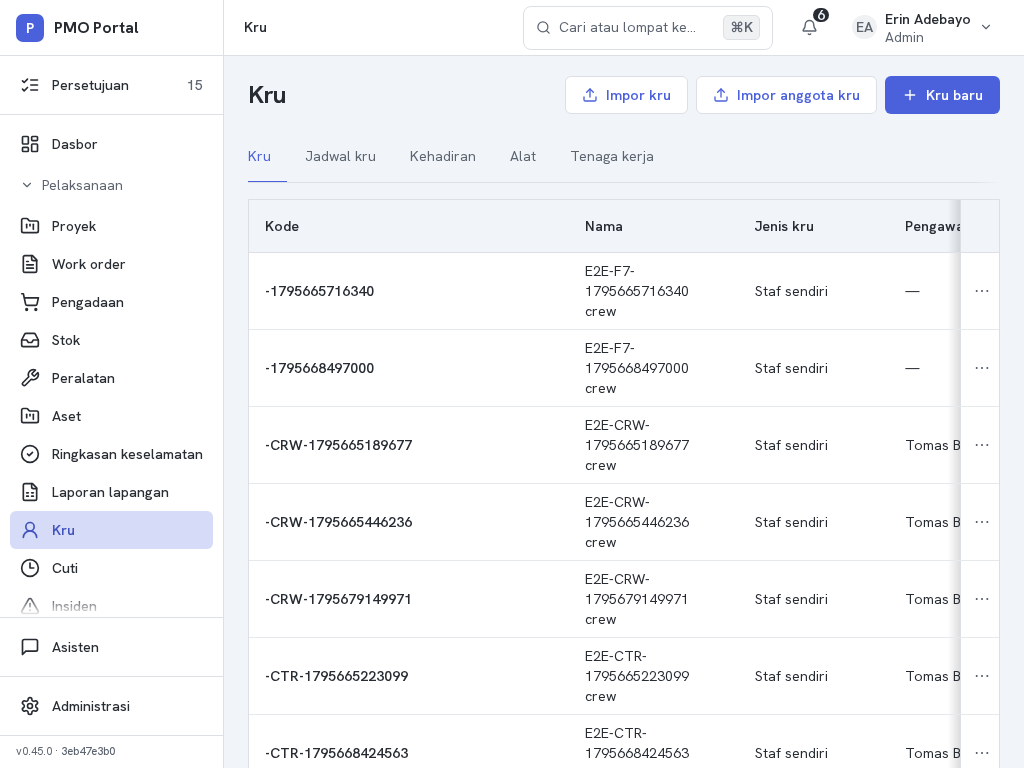 P PMO Portal
Kru
Cari atau lompat ke...
⌘K
6
EA
Erin Adebayo
Admin
Persetujuan 15
Dasbor
Pelaksanaan
Proyek
Work order
Pengadaan
Stok
Peralatan
Aset
Ringkasan keselamatan
Laporan lapangan
Kru
Cuti
Insiden
Asisten
Administrasi
v0.45.0 · 3eb47e3b0
Kru
Impor kru
Impor anggota kru
Kru baru
Kru Jadwal kru Kehadiran Alat Tenaga kerja
Kode Nama Jenis kru Pengawa
-1795665716340
E2E-F7-
1795665716340
crew
Staf sendiri
—
-1795668497000
E2E-F7-
1795668497000
crew
Staf sendiri
—
-CRW-1795665189677
E2E-CRW-
1795665189677
crew
Staf sendiri
Tomas B
-CRW-1795665446236
E2E-CRW-
1795665446236
crew
Staf sendiri
Tomas B
-CRW-1795679149971
E2E-CRW-
1795679149971
crew
Staf sendiri
Tomas B
-CTR-1795665223099
E2E-CTR-
1795665223099
crew
Staf sendiri
Tomas B
-CTR-1795668424563
E2E-CTR-
1795668424563
Staf sendiri
Tomas B